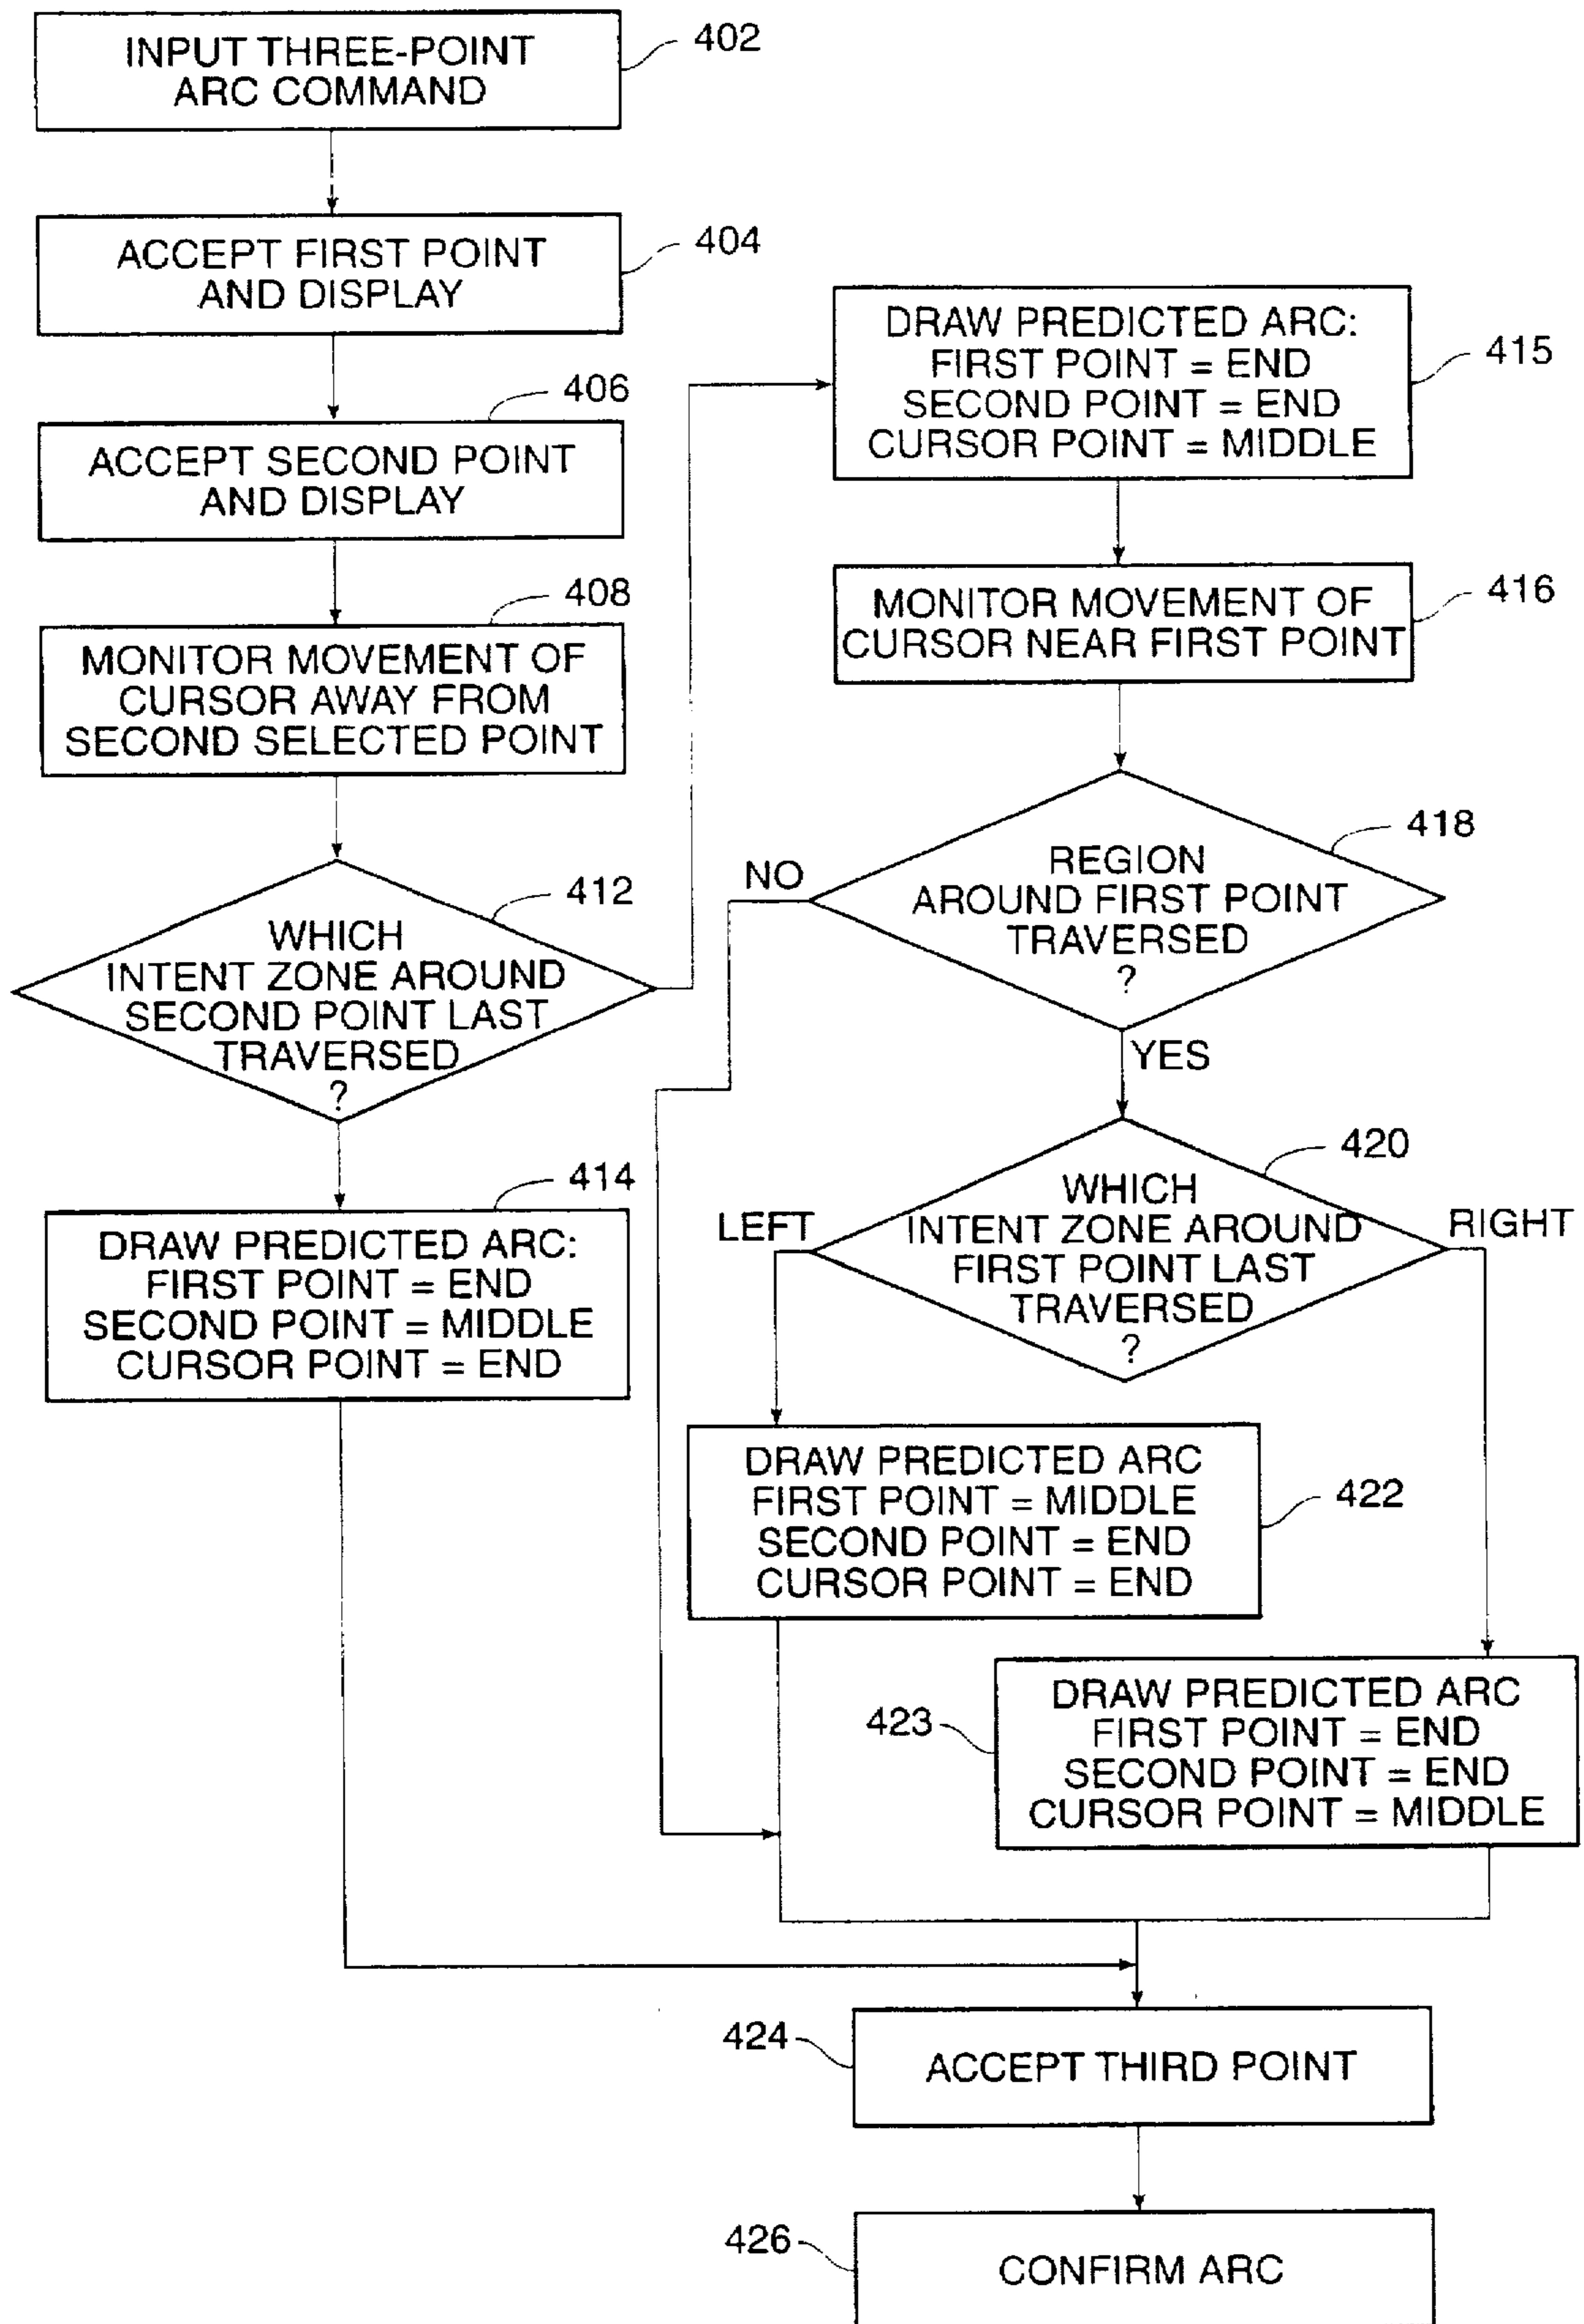 INPUT THREE-POINT
ARC COMMAND
402
ACCEPT FIRST POINT
AND DISPLAY
404
406
ACCEPT SECOND POINT
AND DISPLAY
408
MONITOR MOVEMENT OF
CURSOR AWAY FROM
SECOND SELECTED POINT
412
WHICH
INTENT ZONE AROUND
SECOND POINT LAST
TRAVERSED
?
414
DRAW PREDICTED ARC:
FIRST POINT = END
SECOND POINT = MIDDLE
CURSOR POINT = END
DRAW PREDICTED ARC:
FIRST POINT = END
SECOND POINT = END
CURSOR POINT = MIDDLE
415
MONITOR MOVEMENT OF
CURSOR NEAR FIRST POINT
416
418
NO
REGION
AROUND FIRST POINT
TRAVERSED
?
YES
420
LEFT
WHICH
INTENT ZONE AROUND
FIRST POINT LAST
TRAVERSED
?
RIGHT
DRAW PREDICTED ARC
FIRST POINT = MIDDLE
SECOND POINT = END
CURSOR POINT = END
422
423
DRAW PREDICTED ARC
FIRST POINT = END
SECOND POINT = END
CURSOR POINT = MIDDLE
424
ACCEPT THIRD POINT
426
CONFIRM ARC